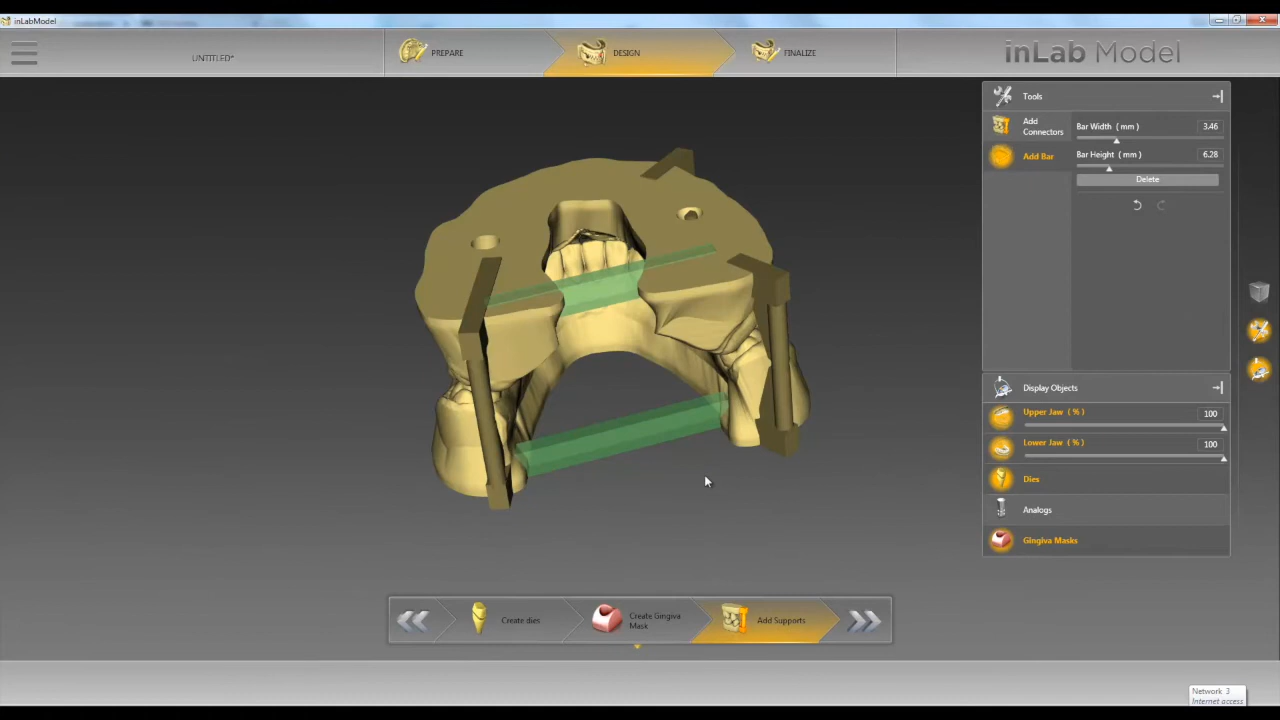 inLabModel
UNTITLED*
PREPARE
DESIGN
FINALIZE
inLab Model
Tools
Add
Connectors
Add Bar
Bar Width ( mm )
3.46
Bar Height ( mm )
6.28
Delete
Display Objects
Upper Jaw ( % )
100
Lower Jaw ( % )
100
Dies
Analogs
Gingiva Masks
Create dies
Create Gingiva
Mask
Add Supports
Network 3
Internet access